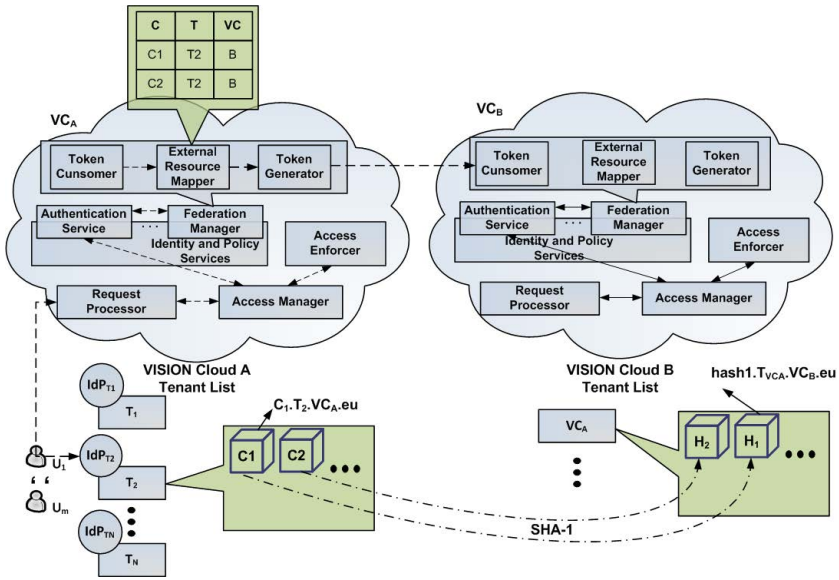 C T VC
C1 T2 B
C2 T2 B
VCA
Token
Cunsomer
External
Resource
Mapper
Token
Generator
Authentication
Service
. . .
Federation
Manager
Identity and Policy
Services
Access
Enforcer
Request
Processor
Access Manager
VCB
Token
Cunsomer
External
Resource
Mapper
Token
Generator
Authentication
Service
. . .
Federation
Manager
Identity and Policy
Services
Access
Enforcer
Request
Processor
Access Manager
VISION Cloud A
Tenant List
IdPT1
T1
U1
Um
IdPT2
T2
IdPTN
TN
C1.T2.VCA.eu
C1
C2
VISION Cloud B
Tenant List
VCA
hash1.TVCA.VCB.eu
H2
H1
SHA-1